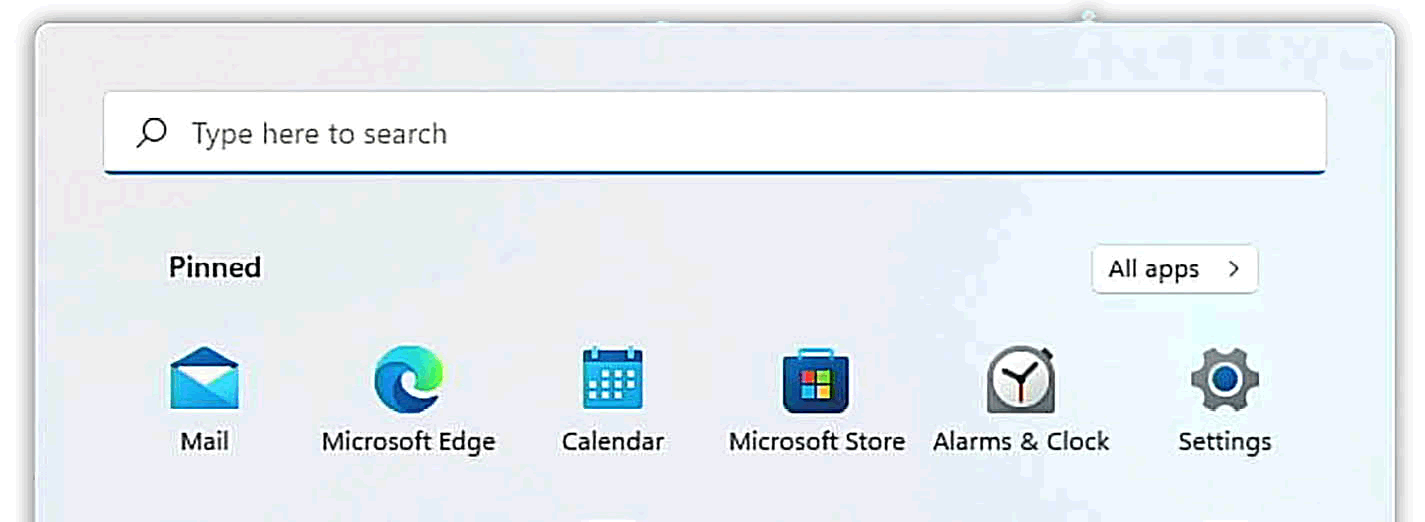 Type here to search
Pinned
All apps
Mail
Microsoft Edge
Calendar
Microsoft Store
Alarms & Clock
Settings